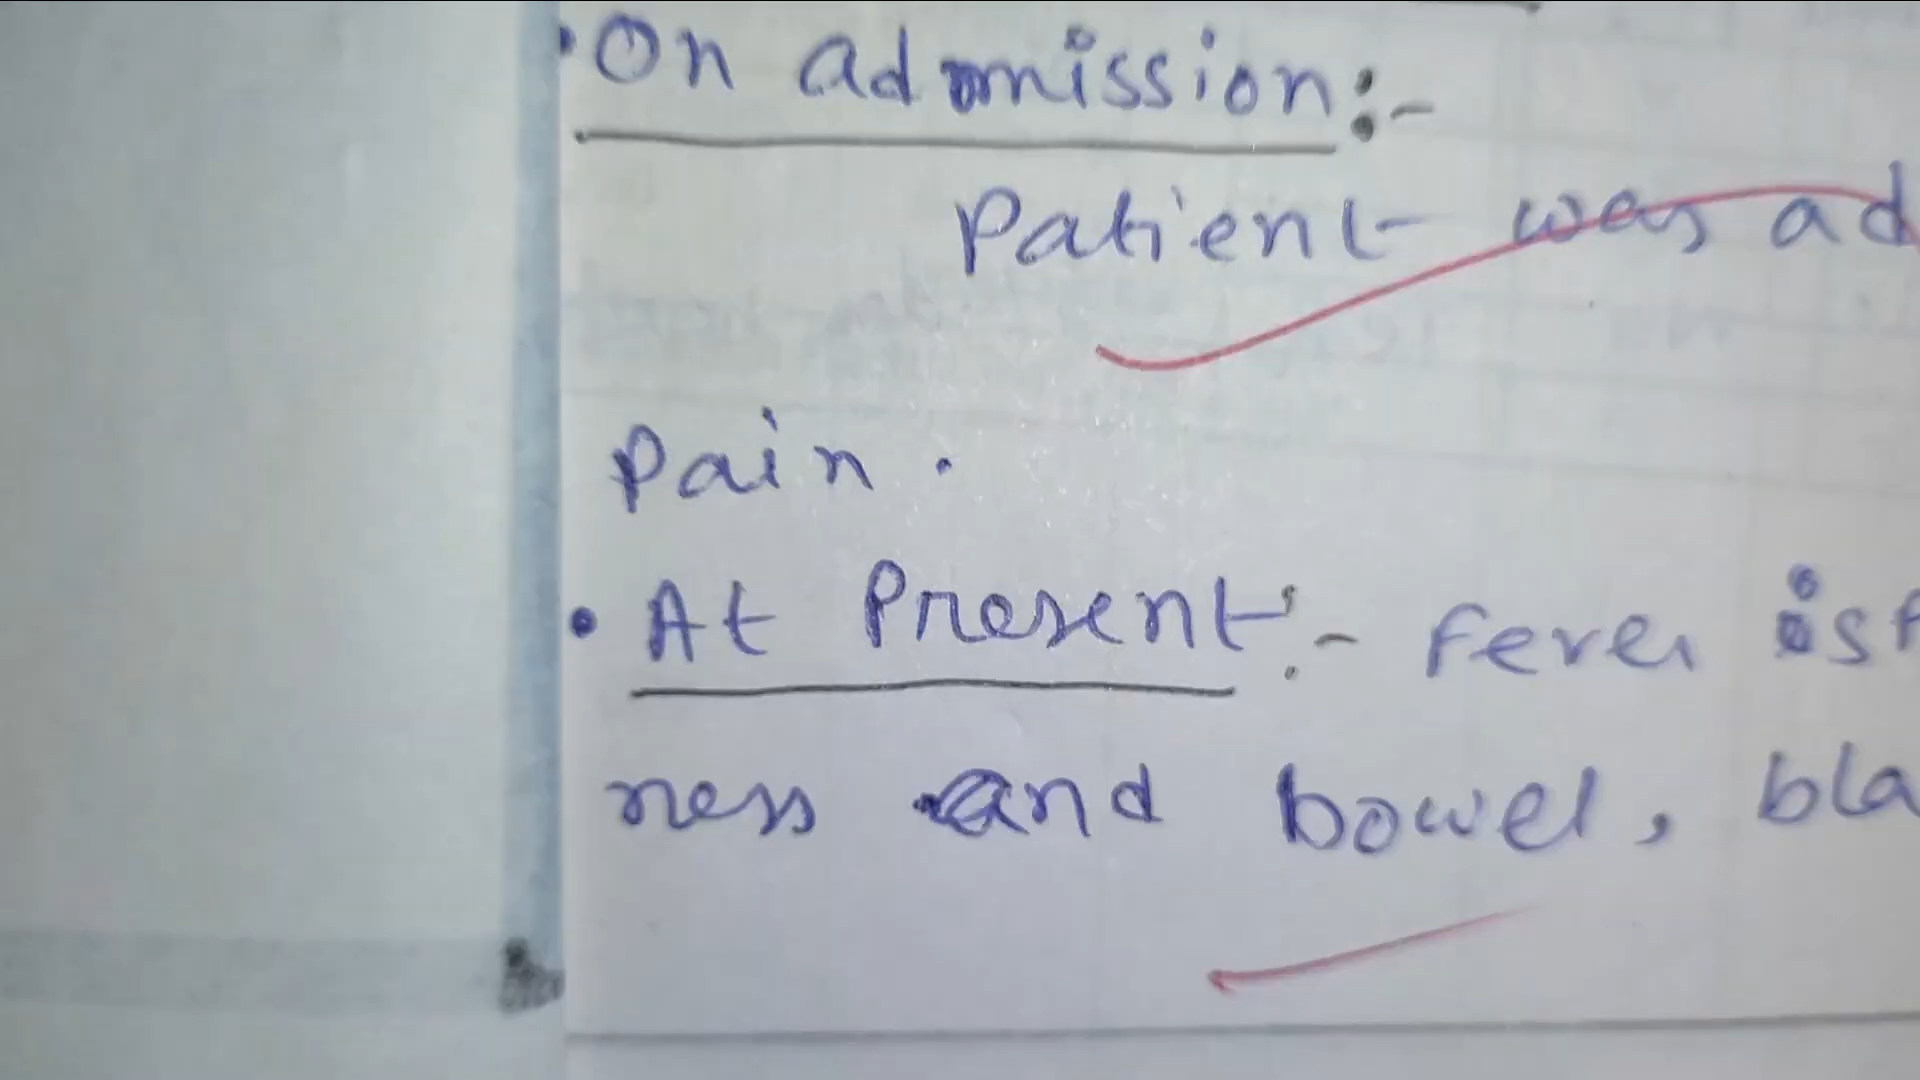 • On admission :-
Patient was ad
Pain .
• At Present :- Fever is
ness and bowel, bla